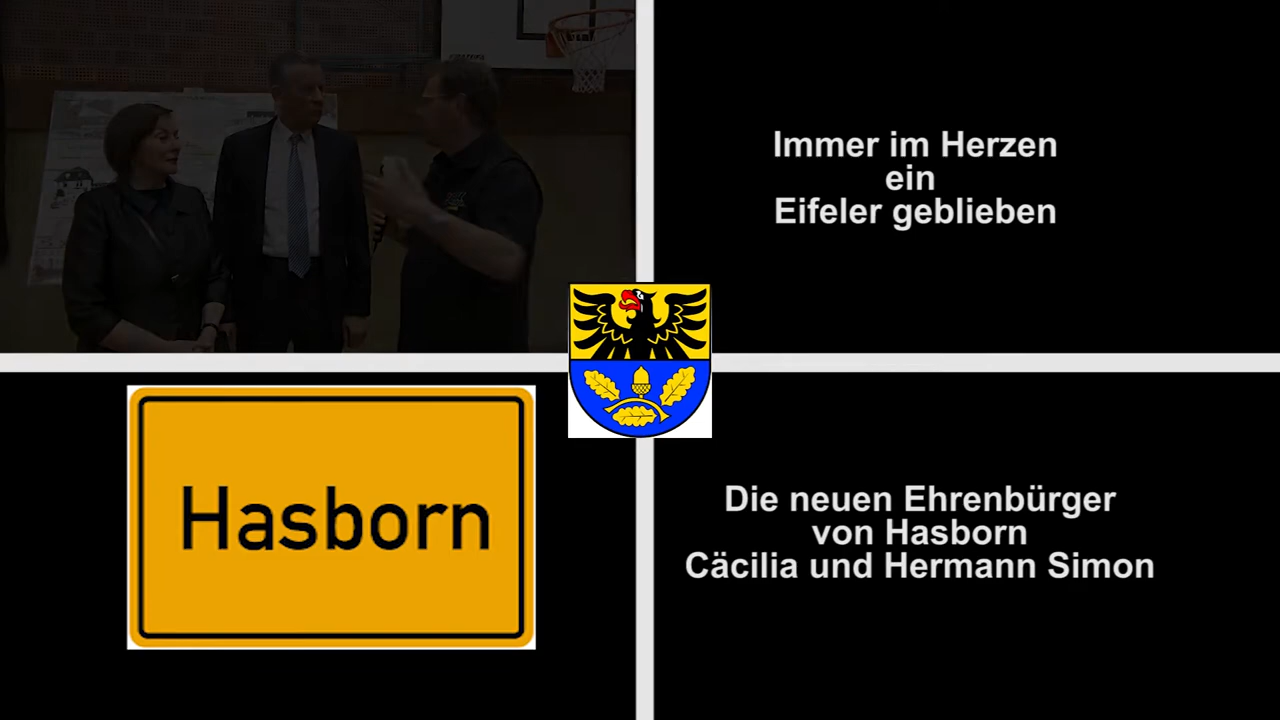 Immer im Herzen
ein
Eifeler geblieben
Hasborn
Die neuen Ehrenbürger
von Hasborn
Cäcilia und Hermann Simon